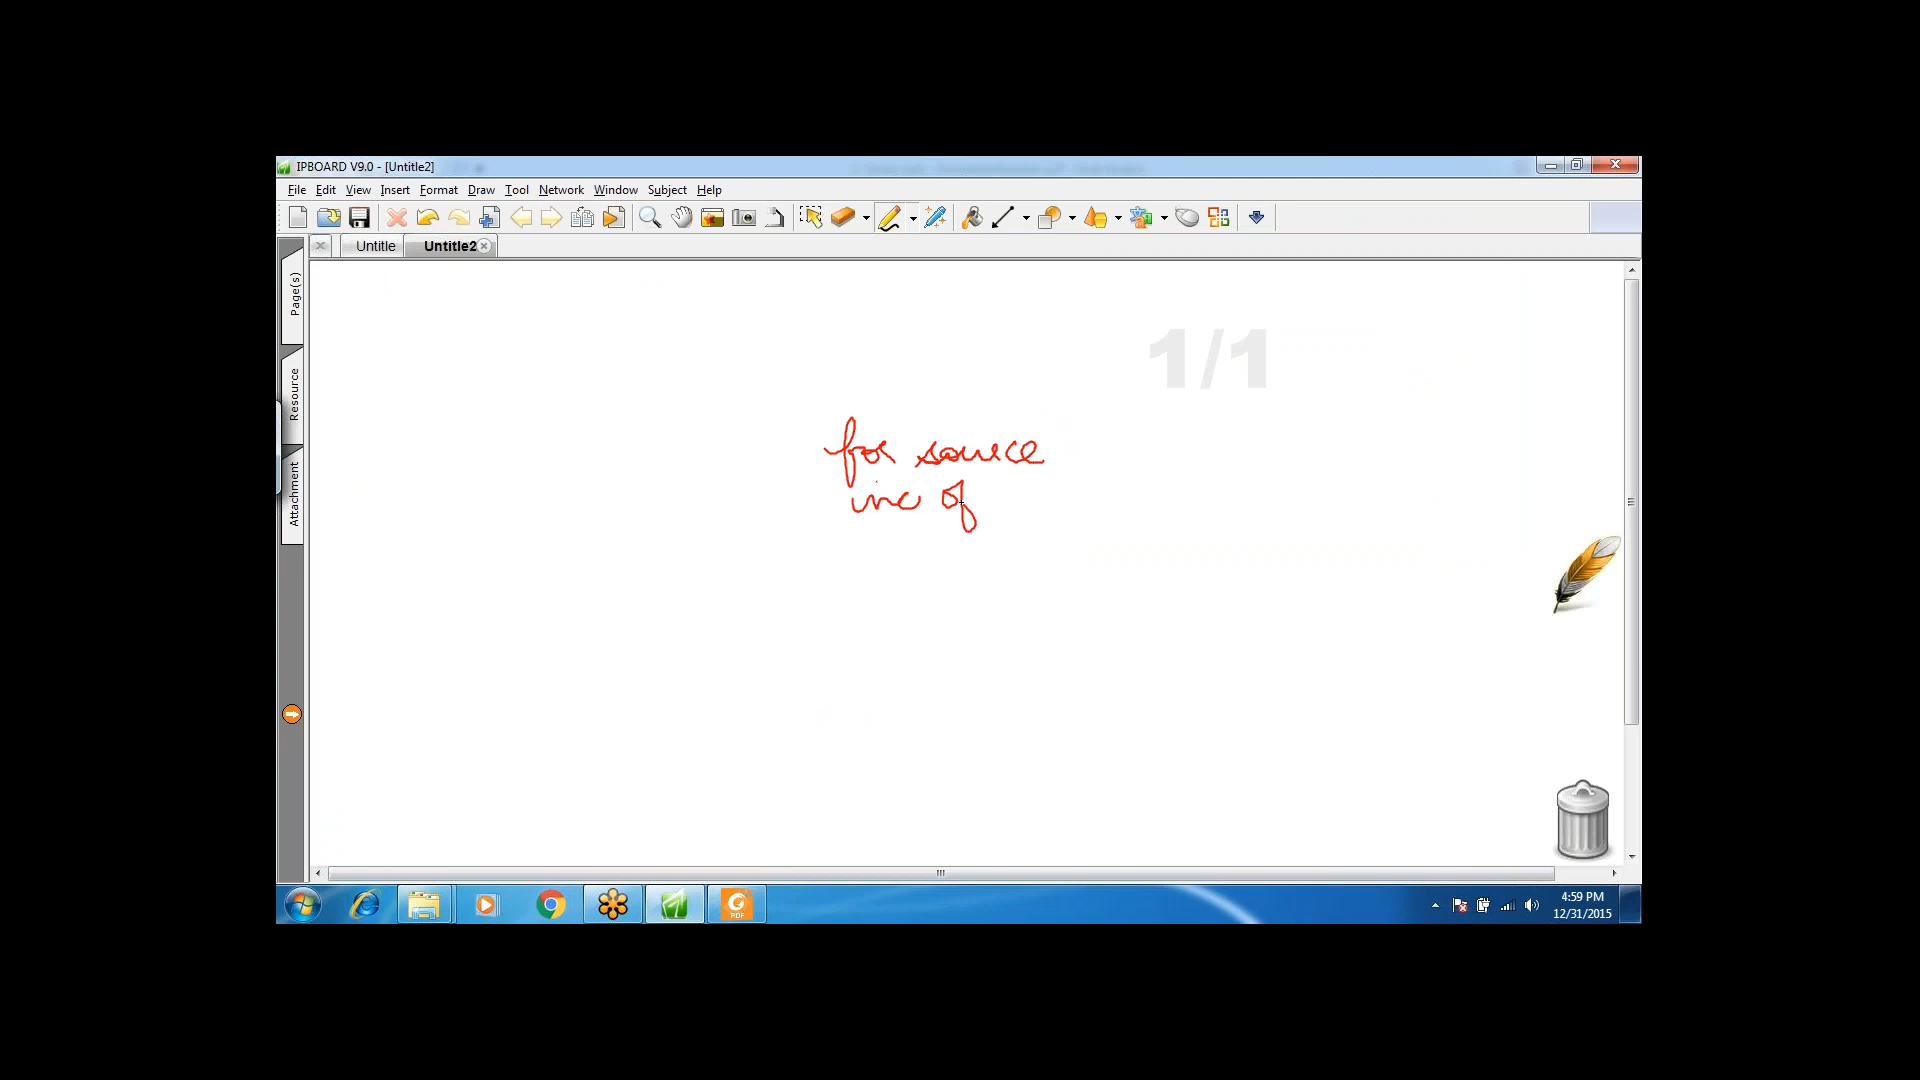 IPBOARD V9.0 - [Untitle2]
File Edit View Insert Format Draw Tool Network Window Subject Help
Untitle Untitle2
Page(s)
Resource
Attachment
1/1
for source
inc of
PDF
4:59 PM
12/31/2015